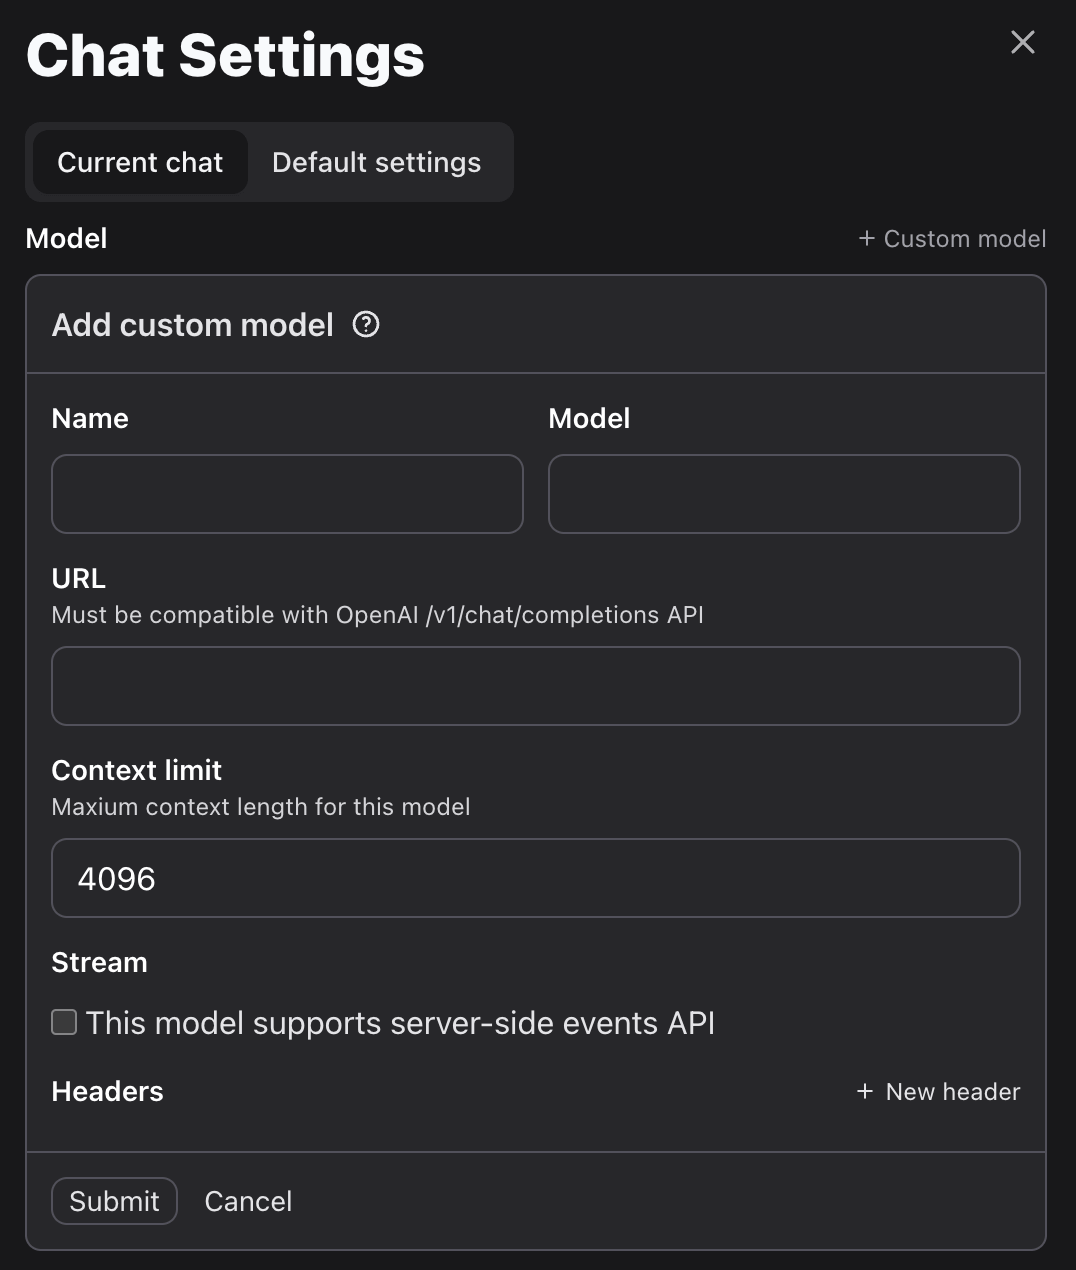 Chat Settings
Current chat
Default settings
Model
+ Custom model
Add custom model
Name
Model
URL
Must be compatible with OpenAI /v1/chat/completions API
Context limit
Maxium context length for this model
4096
Stream
This model supports server-side events API
Headers
+ New header
Submit
Cancel